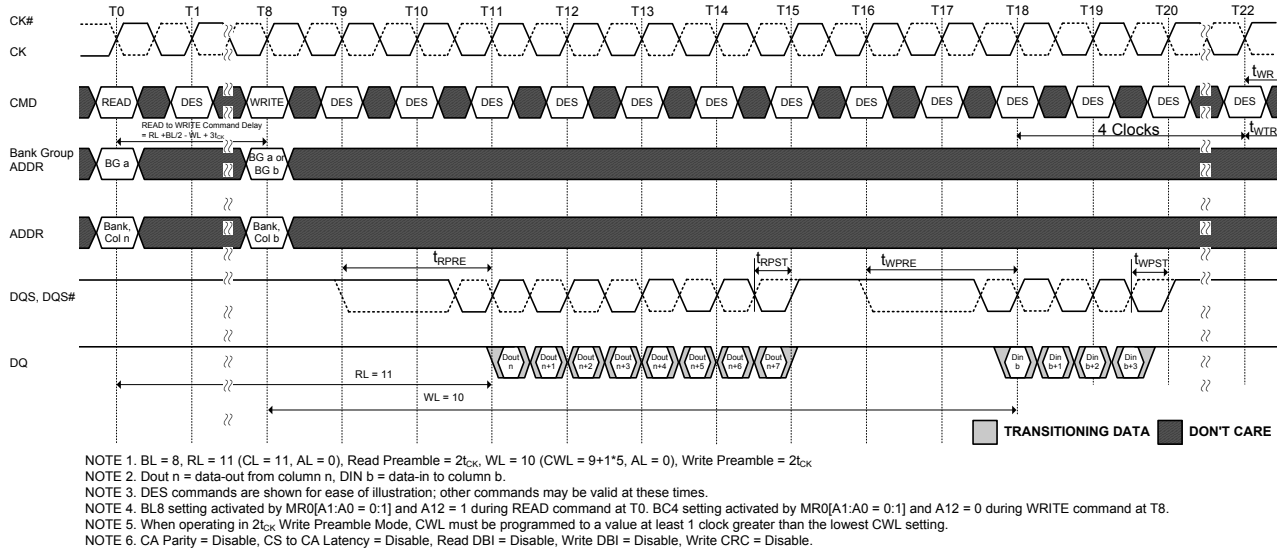 T0 T1 T8 T9 T10 T11 T12 T13 T14 T15 T16 T17 T18 T19 T20 T22
CK#
CK
tWR
CMD READ DES WRITE DES DES DES DES DES DES DES DES DES DES DES DES DES
READ to WRITE Command Delay
= RL +BL/2 - WL + 3tCK
4 Clocks
tWTR
Bank Group
ADDR
BG a
BG a or
BG b
ADDR
Bank,
Col n
Bank,
Col b
tRPRE tRPST tWPRE tWPST
DQS, DQS#
DQ
Dout
n
Dout
n+1
Dout
n+2
Dout
n+3
Dout
n+4
Dout
n+5
Dout
n+6
Dout
n+7
Din
b
Din
b+1
Din
b+2
Din
b+3
RL = 11
WL = 10
TRANSITIONING DATA DON'T CARE
NOTE 1. BL = 8, RL = 11 (CL = 11, AL = 0), Read Preamble = 2tCK, WL = 10 (CWL = 9+1*5, AL = 0), Write Preamble = 2tCK
NOTE 2. Dout n = data-out from column n, DIN b = data-in to column b.
NOTE 3. DES commands are shown for ease of illustration; other commands may be valid at these times.
NOTE 4. BL8 setting activated by MR0[A1:A0 = 0:1] and A12 = 1 during READ command at T0. BC4 setting activated by MR0[A1:A0 = 0:1] and A12 = 0 during WRITE command at T8.
NOTE 5. When operating in 2tCK Write Preamble Mode, CWL must be programmed to a value at least 1 clock greater than the lowest CWL setting.
NOTE 6. CA Parity = Disable, CS to CA Latency = Disable, Read DBI = Disable, Write DBI = Disable, Write CRC = Disable.